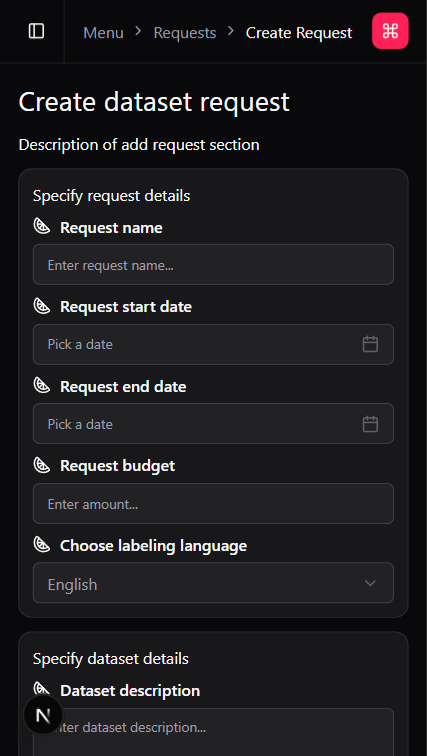 Menu > Requests > Create Request
Create dataset request
Description of add request section
Specify request details
Request name
Enter request name...
Request start date
Pick a date
Request end date
Pick a date
Request budget
Enter amount...
Choose labeling language
English
Specify dataset details
Dataset description
N
ter dataset description...